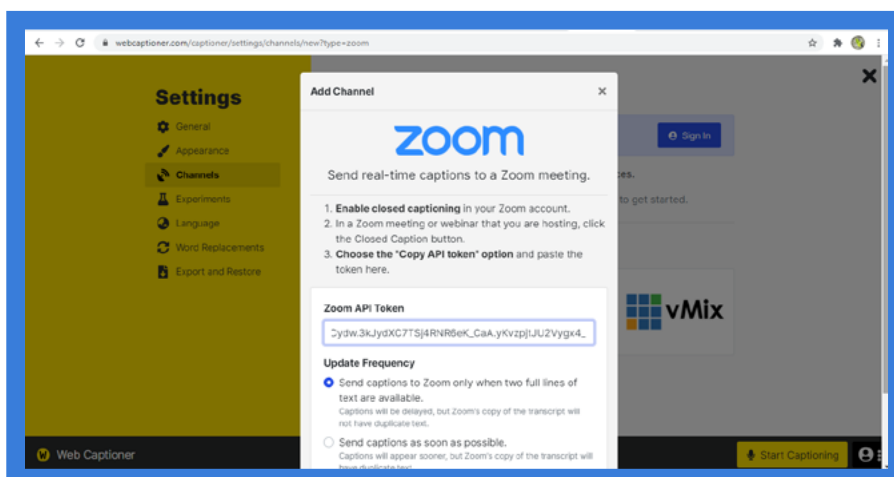 webcaptioner.com/captioner/settings/channels/new?type=zoom
Settings
General
Appearance
Channels
Experiments
Language
Word Replacements
Export and Restore
Add Channel
zoom
Send real-time captions to a Zoom meeting.
1. Enable closed captioning in your Zoom account.
2. In a Zoom meeting or webinar that you are hosting, click
the Closed Caption button.
3. Choose the "Copy API token" option and paste the
token here.
Zoom API Token
Update Frequency
Send captions to Zoom only when two full lines of
text are available.
Captions will be delayed, but Zoom's copy of the transcript will
not have duplicate text.
Send captions as soon as possible.
Captions will appear sooner, but Zoom's copy of the transcript will
have duplicate text.
Sign In
to get started.
vMix
Web Captioner
Start Captioning